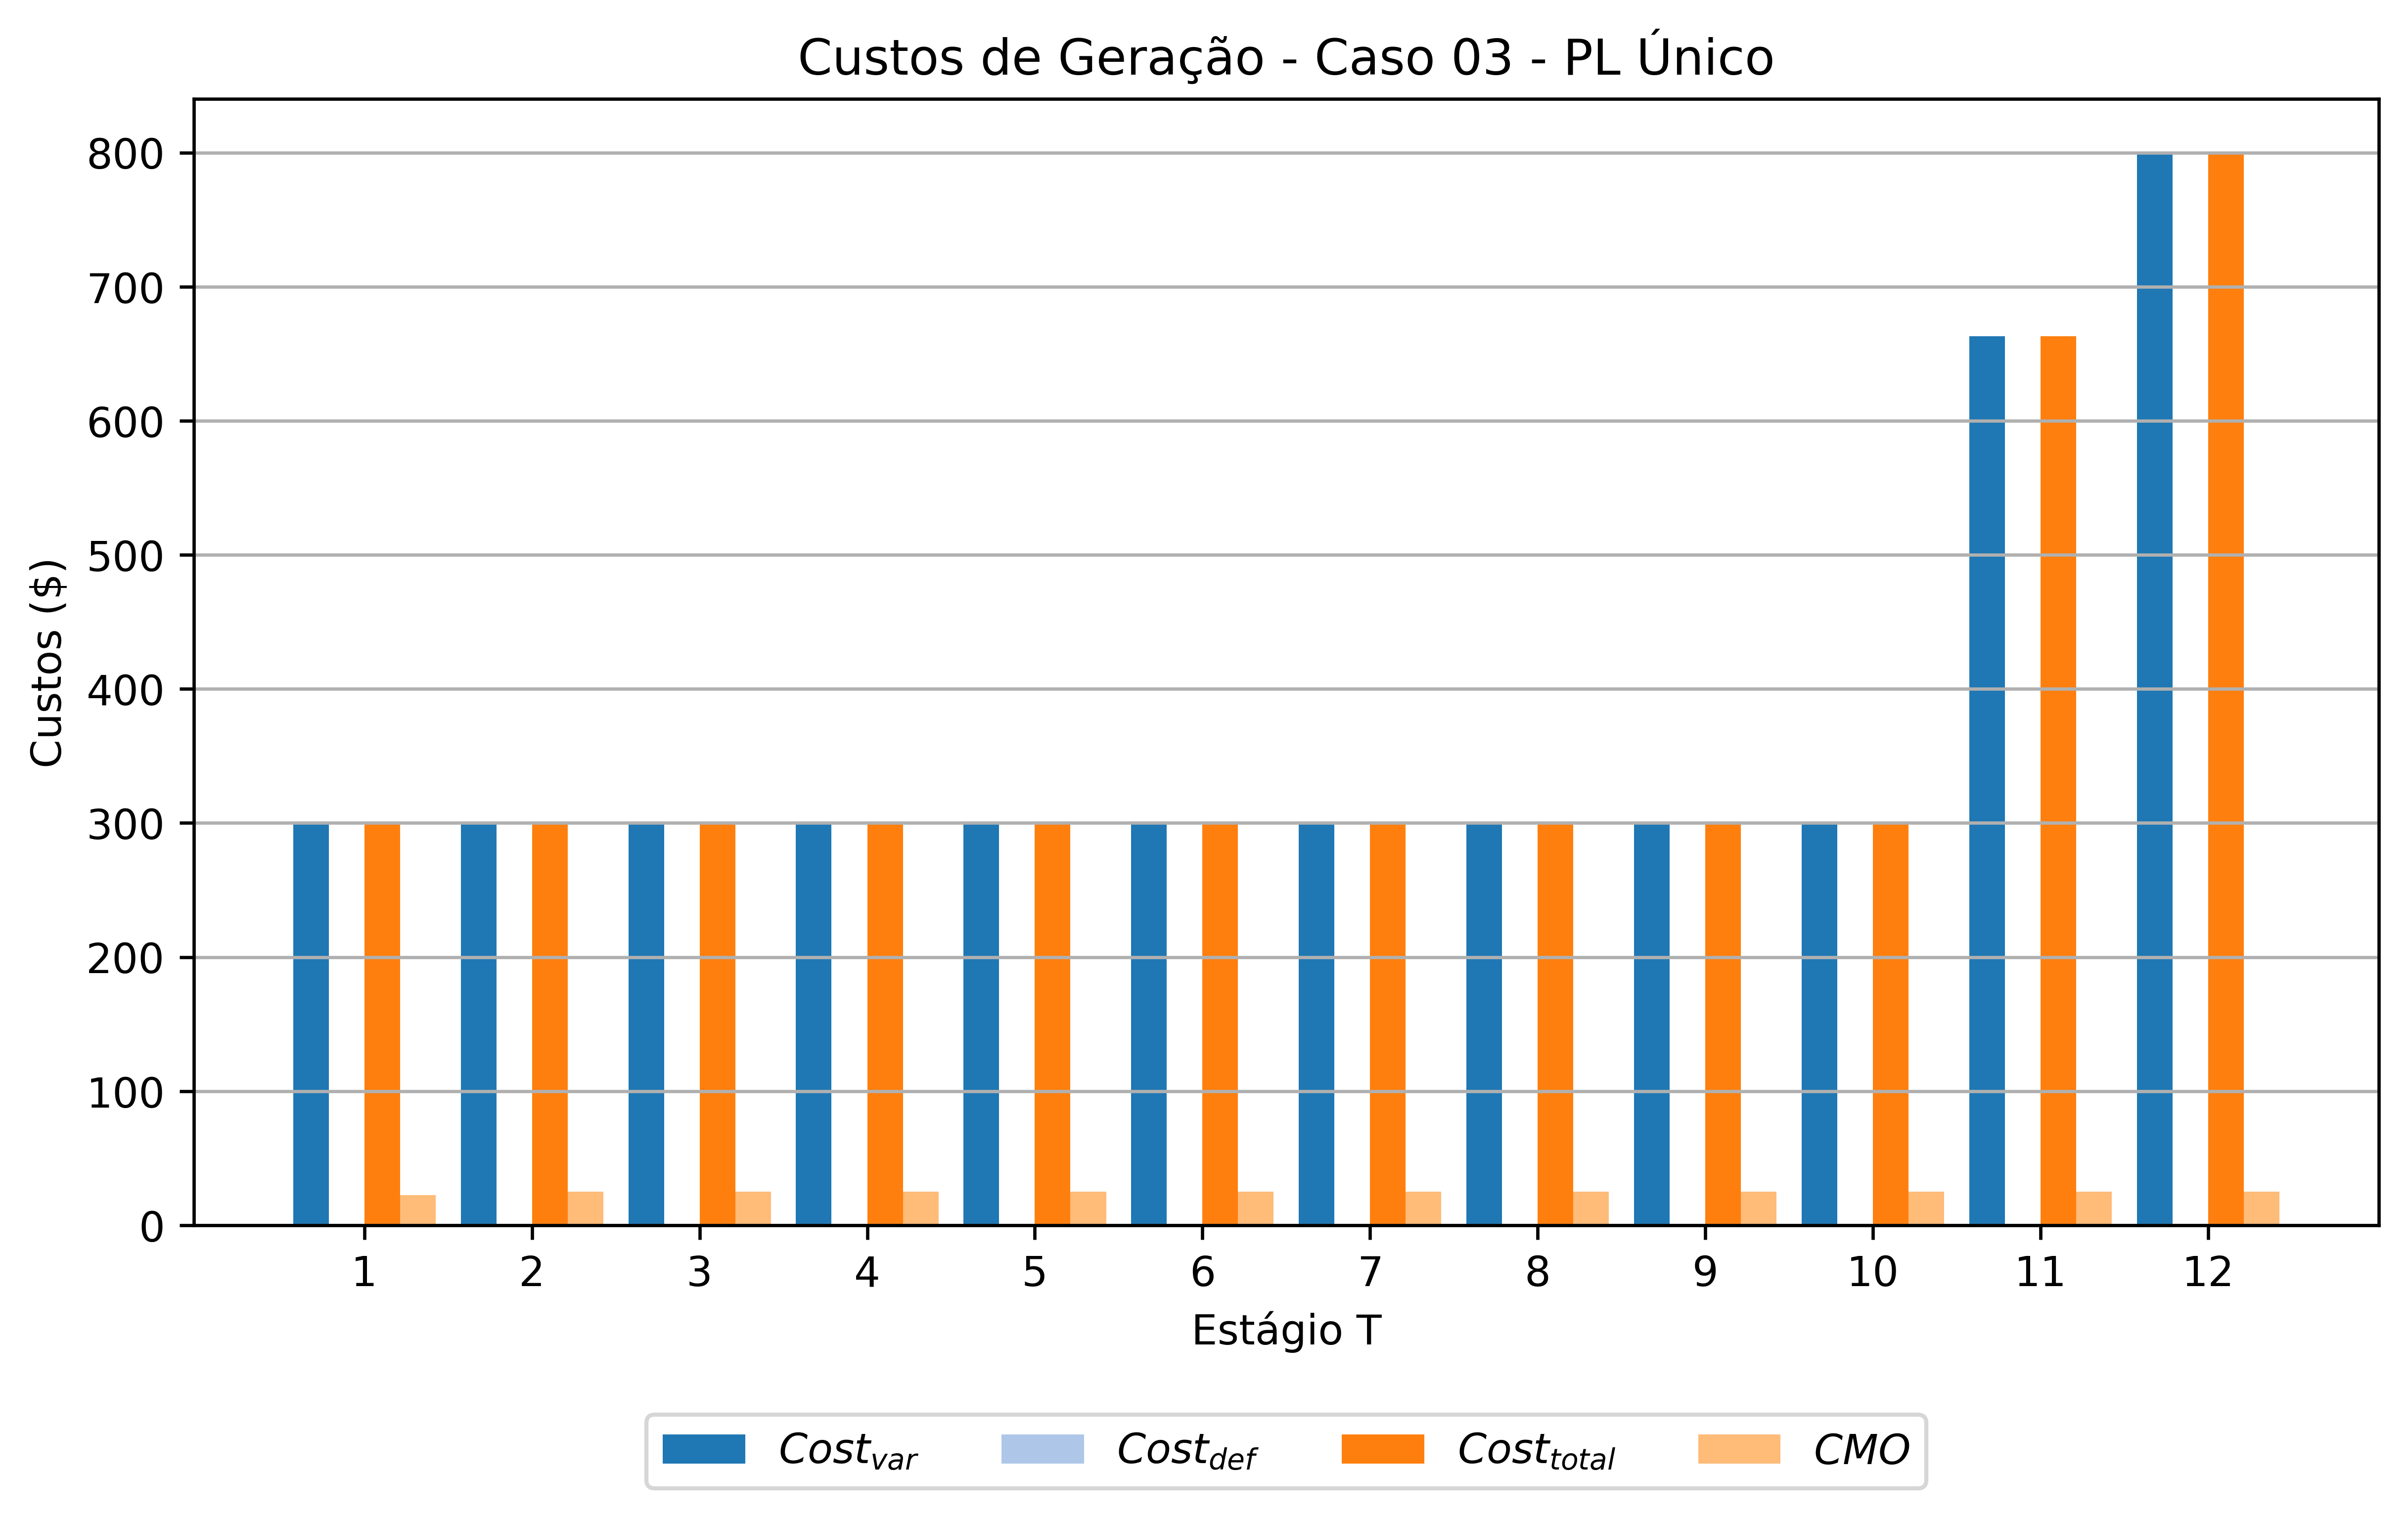 Custos de Geração - Caso 03 - PL Único
Custos ($)
800
700
600
500
400
300
200
100
0
1 2 3 4 5 6 7 8 9 10 11 12
Estágio T
Cost_var Cost_def Cost_total CMO